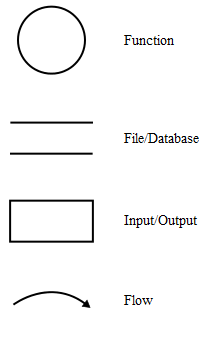 Function
File/Database
Input/Output
Flow